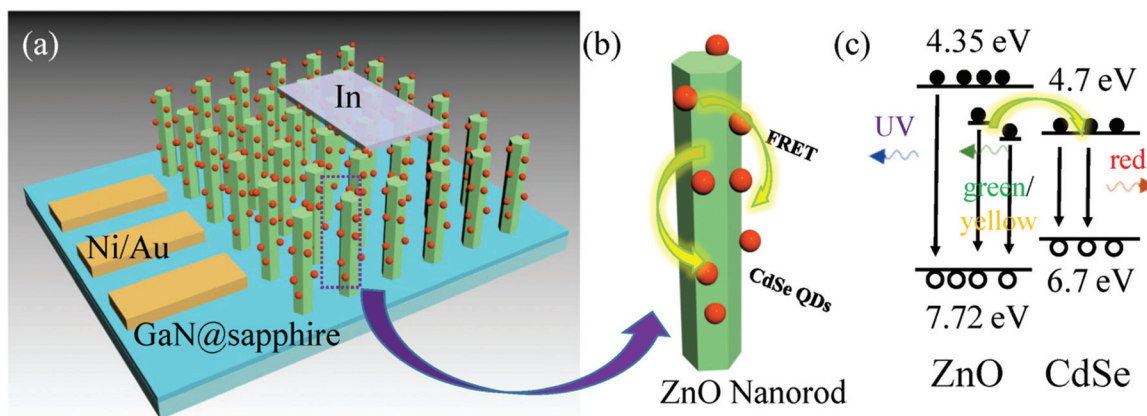 (a)
In
Ni/Au
GaN@sapphire
(b)
FRET
CdSe QDs
ZnO Nanorod
(c)
4.35 eV
4.7 eV
UV
green/
yellow
red
7.72 eV
6.7 eV
ZnO
CdSe